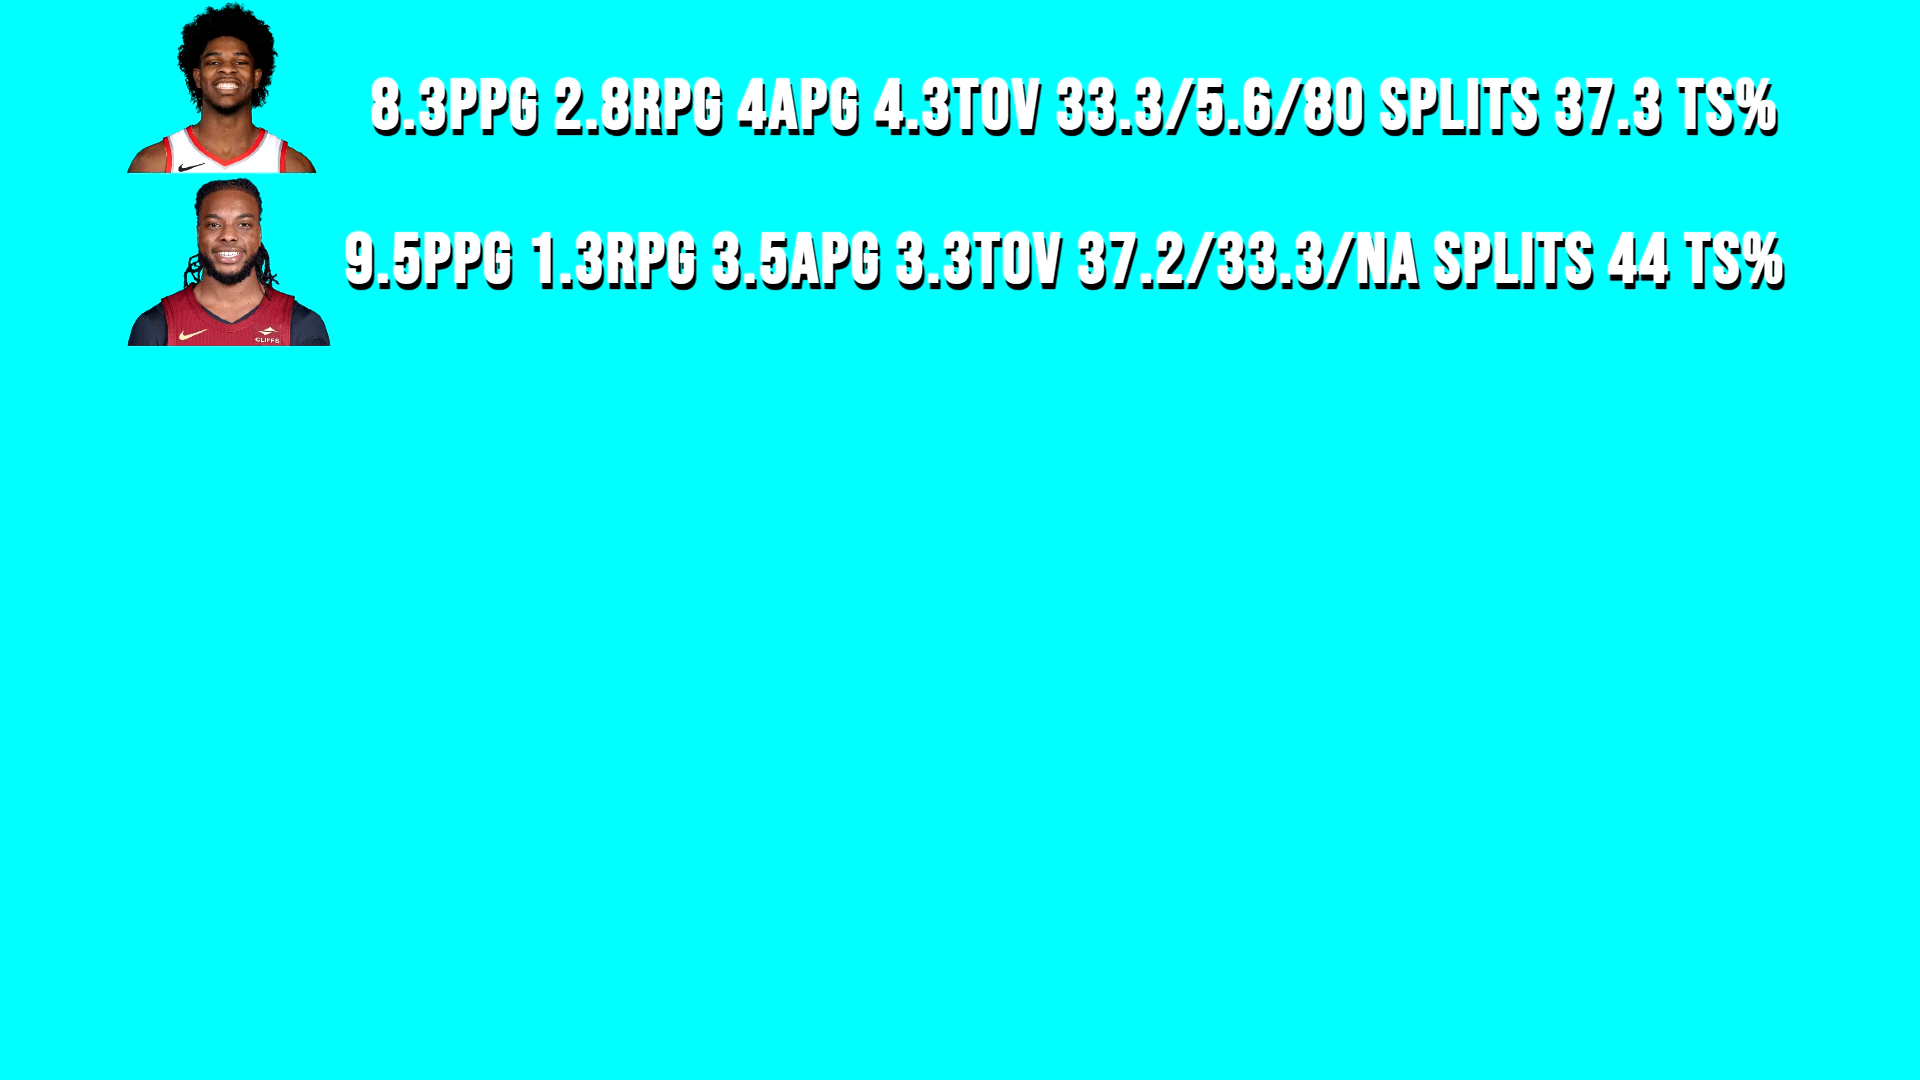 8.3PPG 2.8RPG 4APG 4.3TOV 33.3/5.6/80 SPLITS 37.3 TS%
9.5PPG 1.3RPG 3.5APG 3.3TOV 37.2/33.3/NA SPLITS 44 TS%
CLIFFS